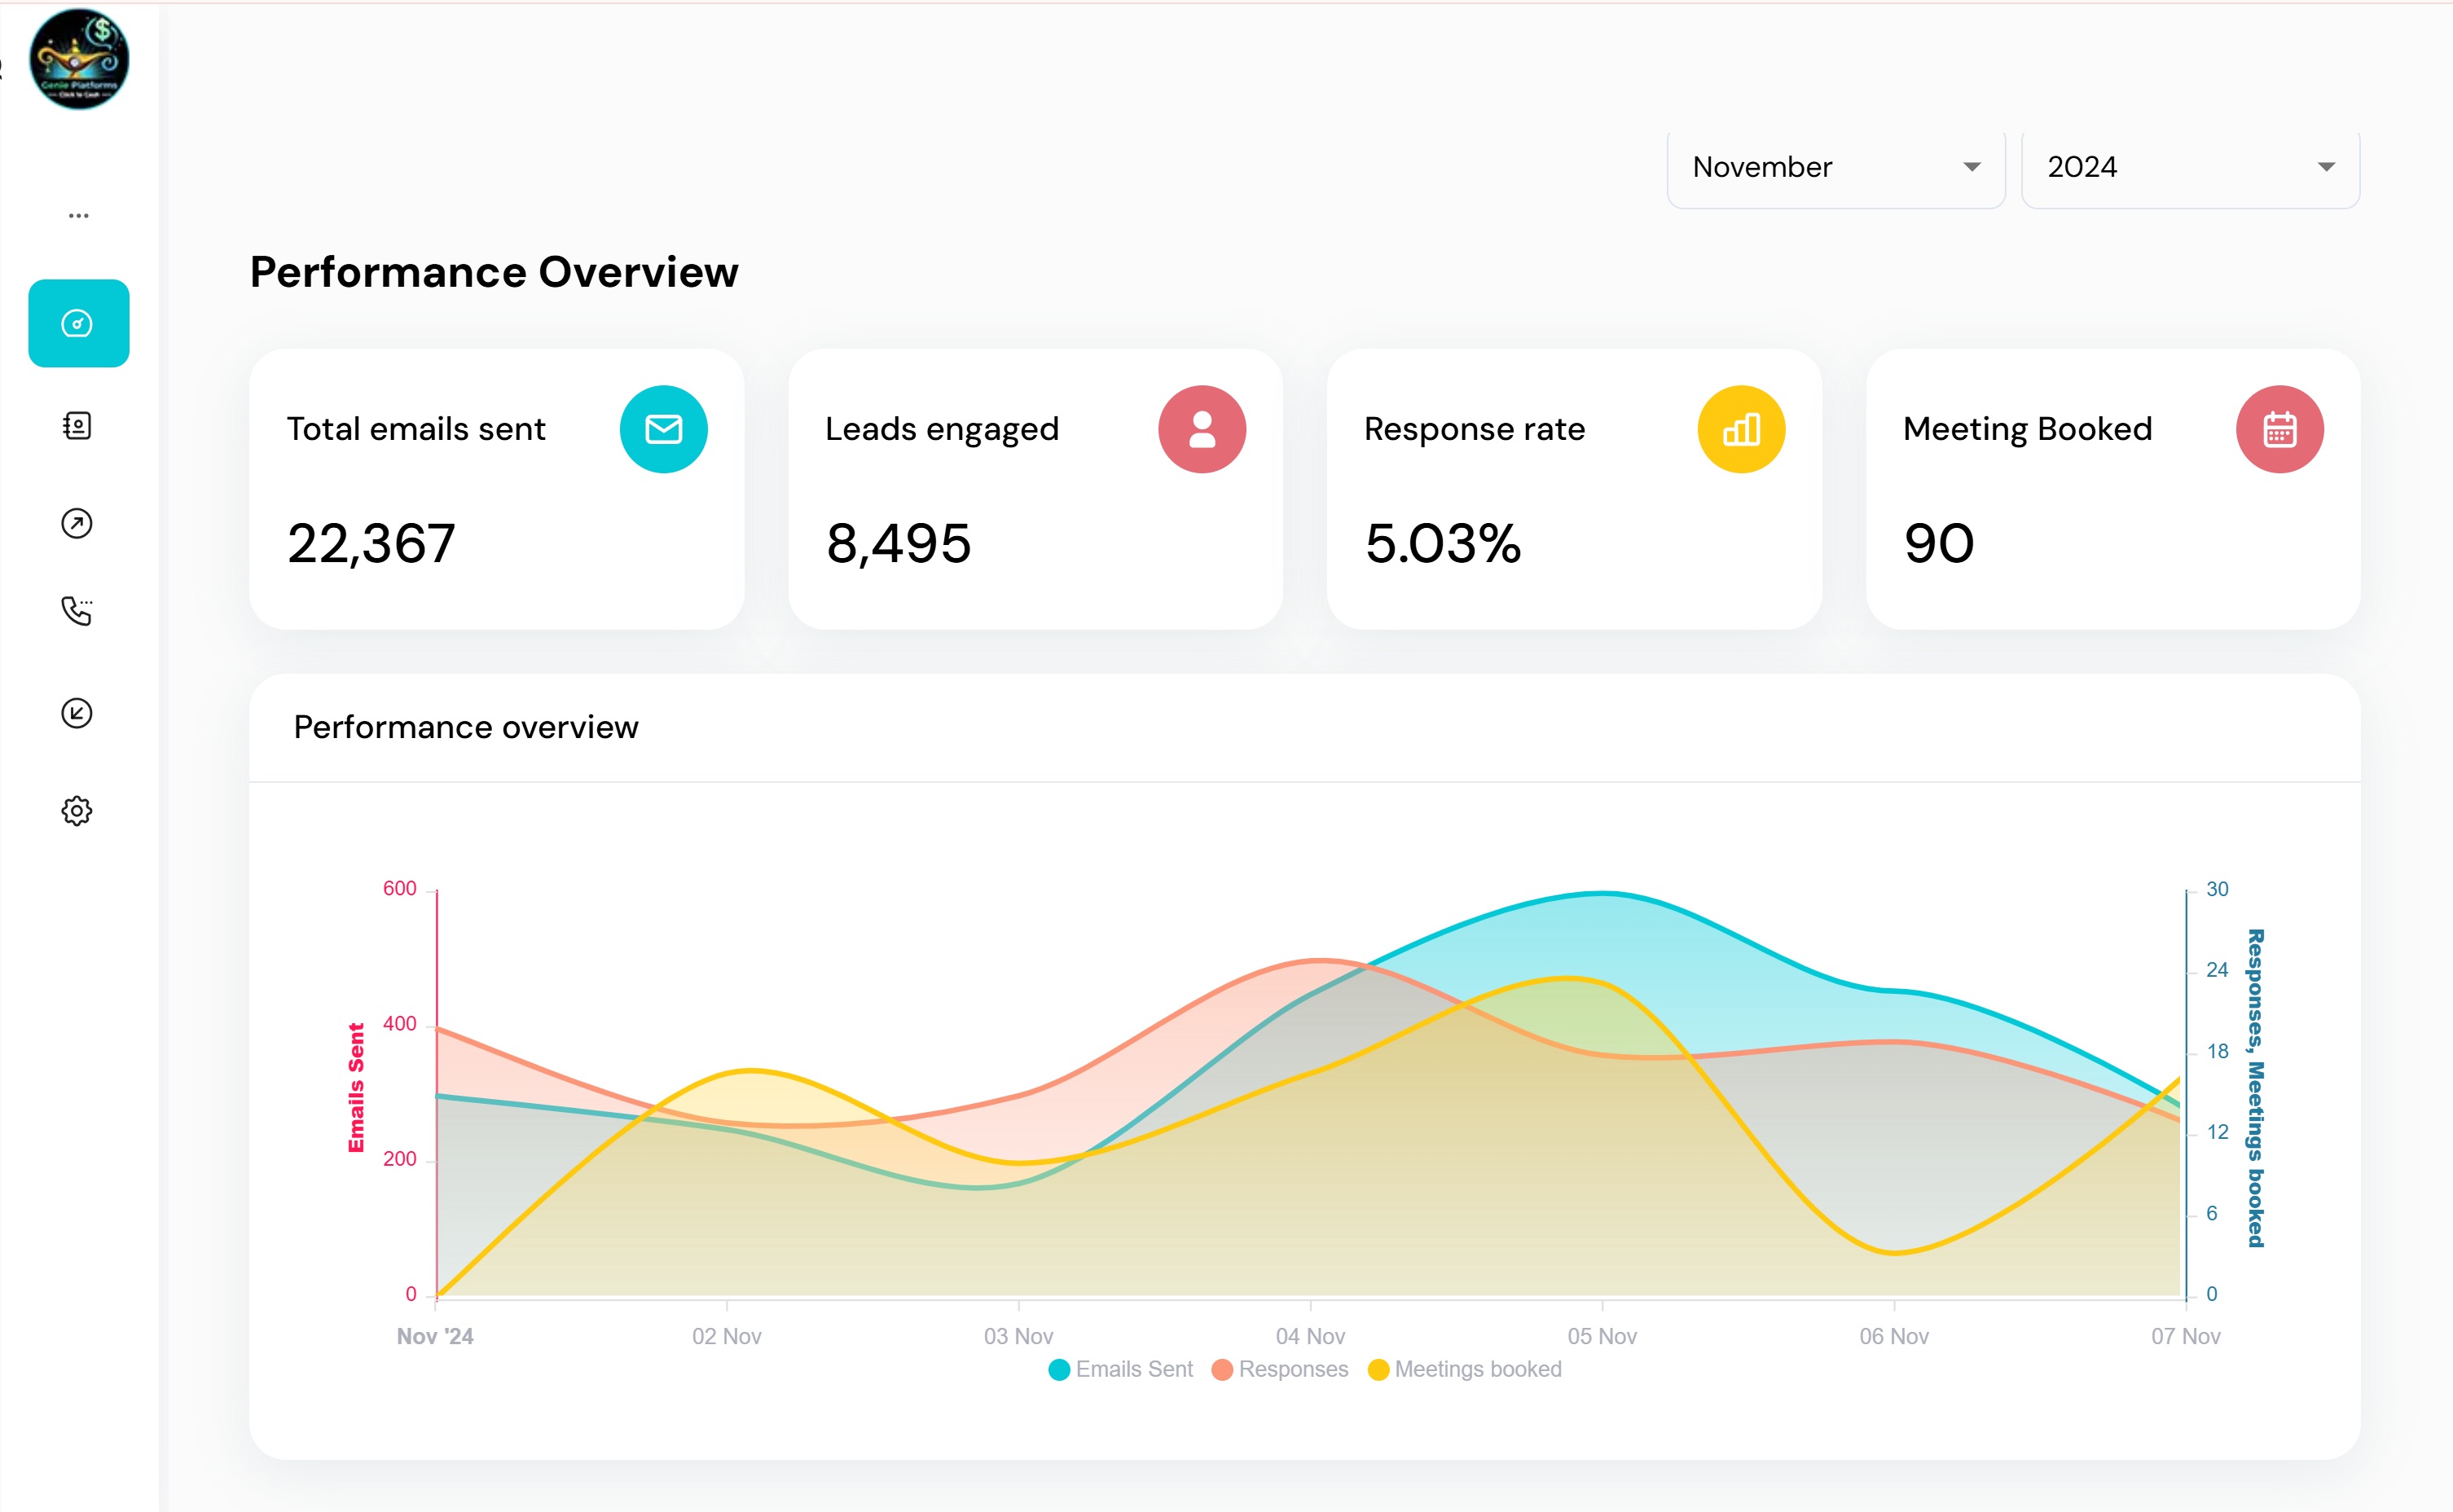 Genie Platforms
Click to Cash
November
2024
Performance Overview
Total emails sent
22,367
Leads engaged
8,495
Response rate
5.03%
Meeting Booked
90
Performance overview
Emails Sent
600
400
200
0
30
24
18
12
6
0
Responses, Meetings booked
Nov '24
02 Nov
03 Nov
04 Nov
05 Nov
06 Nov
07 Nov
Emails Sent
Responses
Meetings booked